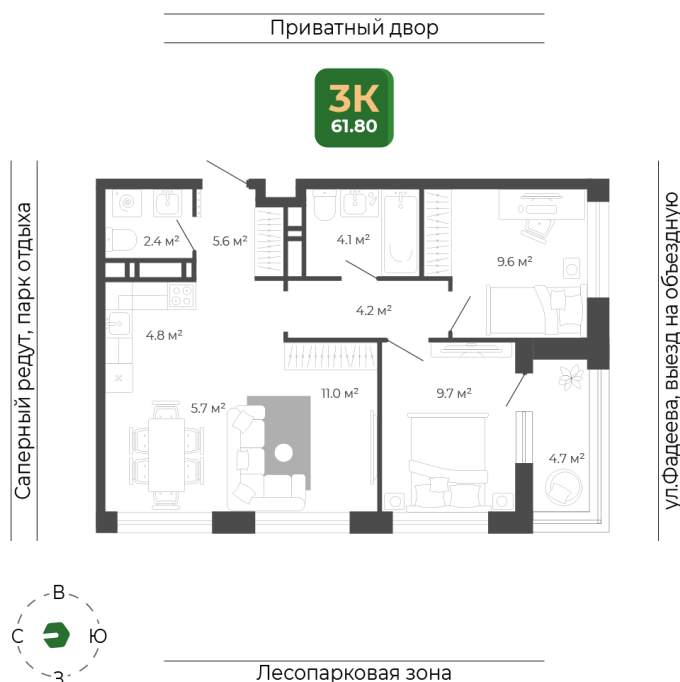 Приватный двор
3К
61.80
Саперный редут, парк отдыха
ул.Фадеева, выезд на объездную
2.4 м²
5.6 м²
4.1 м²
9.6 м²
4.2 м²
4.8 м²
5.7 м²
11.0 м²
9.7 м²
4.7 м²
В
С
Ю
З
Лесопарковая зона